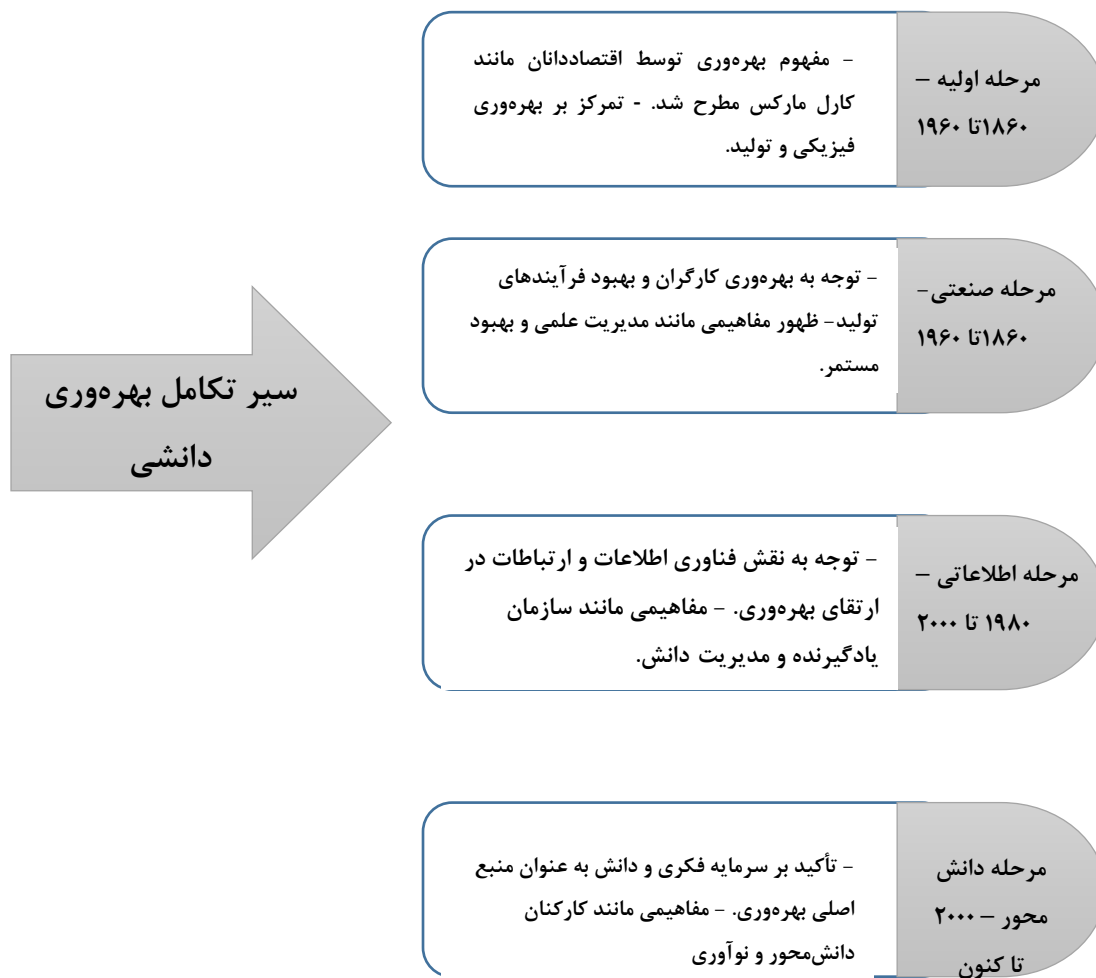 مرحله اولیه –
۱۸۶۰تا ۱۹۶۰
- مفهوم بهره‌وری توسط اقتصاددانان مانند
کارل مارکس مطرح شد. - تمرکز بر بهره‌وری
فیزیکی و تولید.
مرحله صنعتی-
۱۸۶۰تا ۱۹۶۰
- توجه به بهره‌وری کارگران و بهبود فرآیندهای
تولید- ظهور مفاهیمی مانند مدیریت علمی و بهبود
مستمر.
سیر تکامل بهره‌وری
دانشی
مرحله اطلاعاتی –
۱۹۸۰ تا ۲۰۰۰
- توجه به نقش فناوری اطلاعات و ارتباطات در
ارتقای بهره‌وری. - مفاهیمی مانند سازمان
یادگیرنده و مدیریت دانش.
مرحله دانش
محور – ۲۰۰۰
تا کنون
- تأکید بر سرمایه فکری و دانش به عنوان منبع
اصلی بهره‌وری. - مفاهیمی مانند کارکنان
دانش‌محور و نوآوری